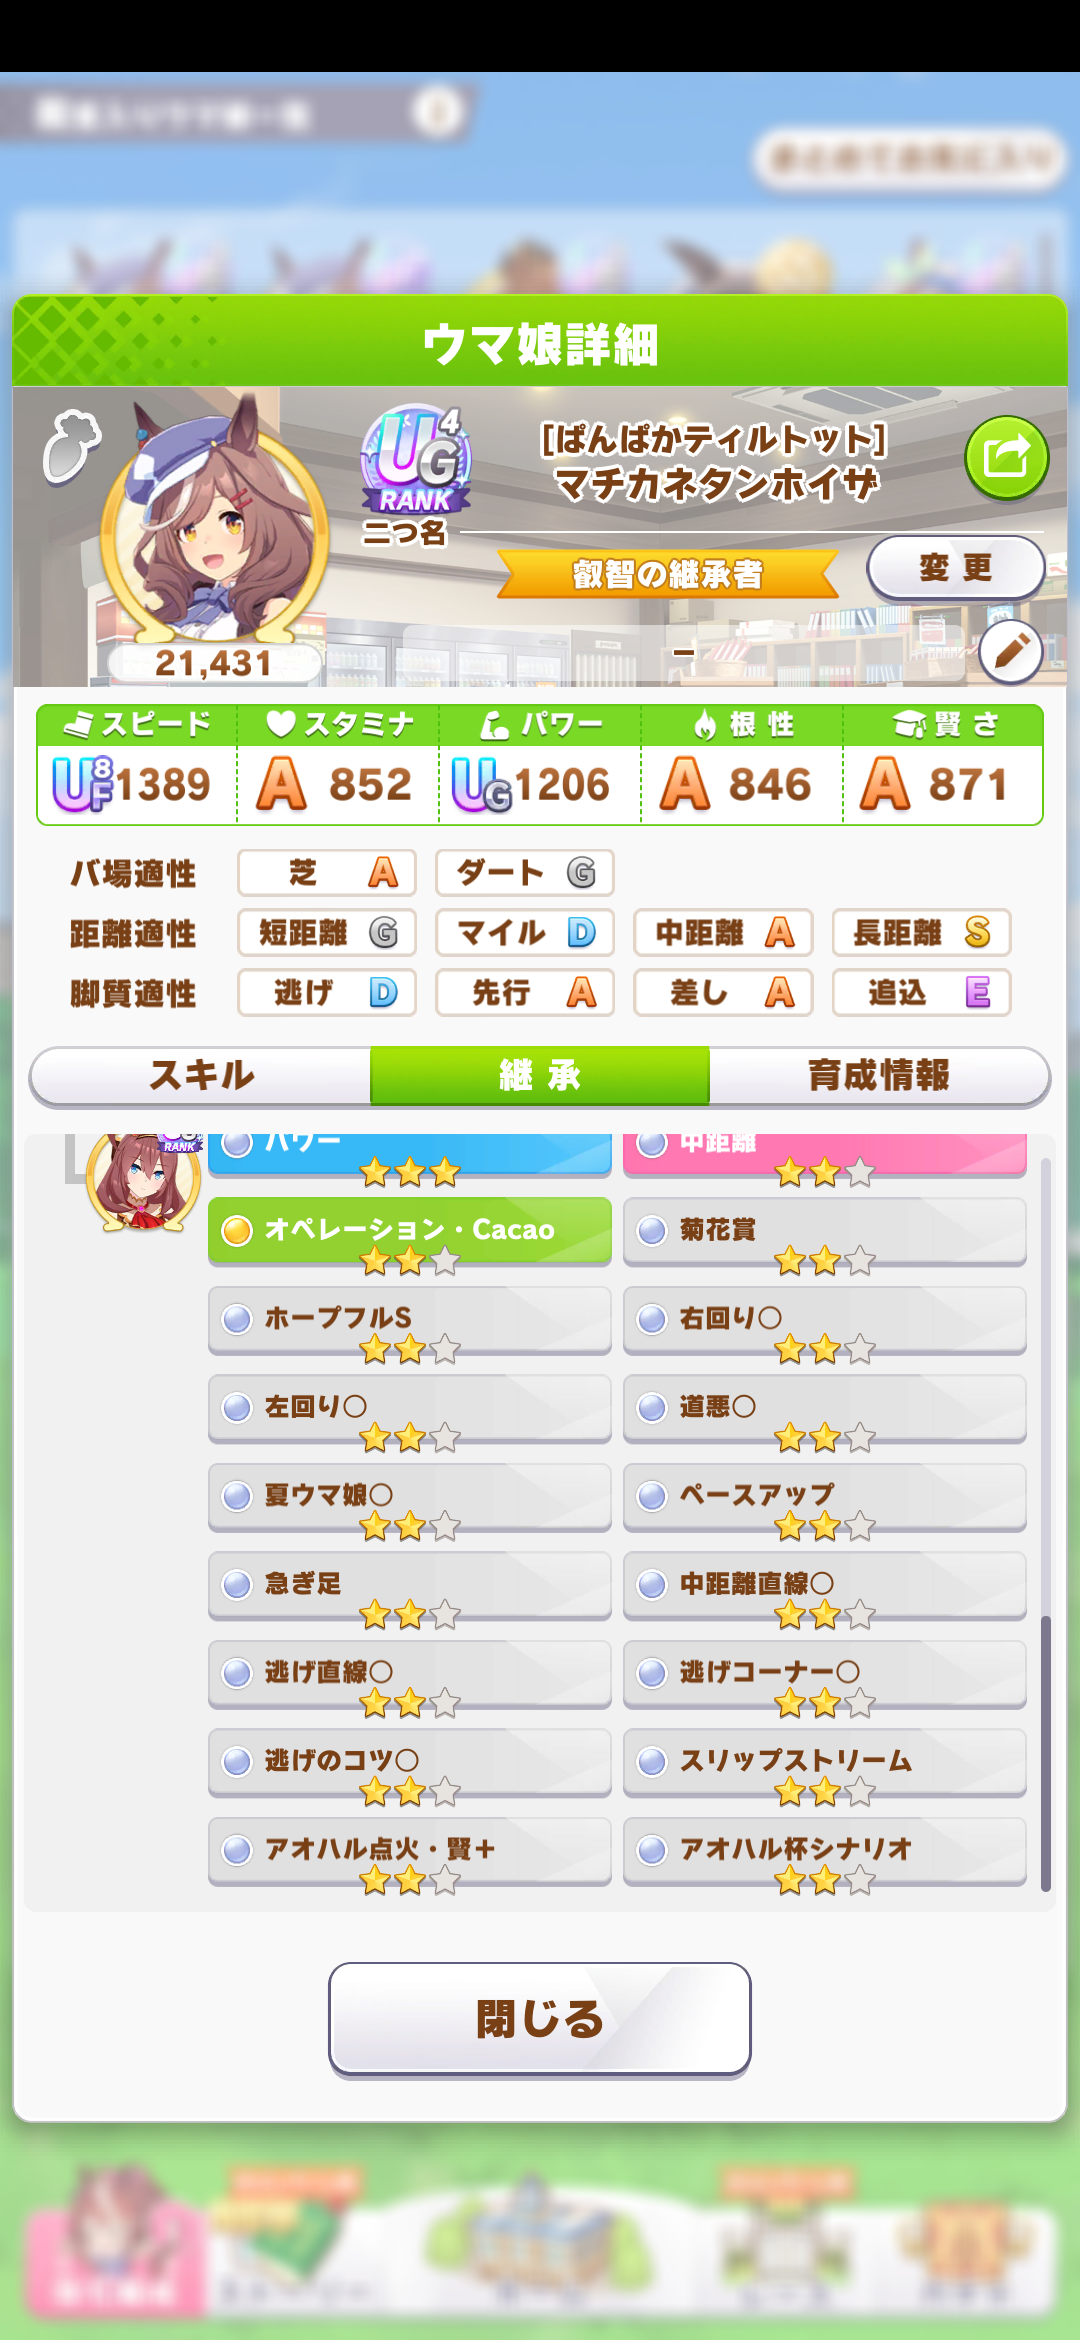 ウマ娘詳細
UG4
RANK
[ぱんぱかティルトット]
マチカネタンホイザ
二つ名
叡智の継承者
変更
21,431
–
スピード スタミナ パワー 根性 賢さ
UF8 1389 A 852 UG 1206 A 846 A 871
バ場適性 芝 A ダート G
距離適性 短距離 G マイル D 中距離 A 長距離 S
脚質適性 逃げ D 先行 A 差し A 追込 E
スキル 継承 育成情報
RANK
パワー 中距離
オペレーション・Cacao 菊花賞
ホープフルS 右回り○
左回り○ 道悪○
夏ウマ娘○ ペースアップ
急ぎ足 中距離直線○
逃げ直線○ 逃げコーナー○
逃げのコツ○ スリップストリーム
アオハル点火・賢+ アオハル杯シナリオ
閉じる